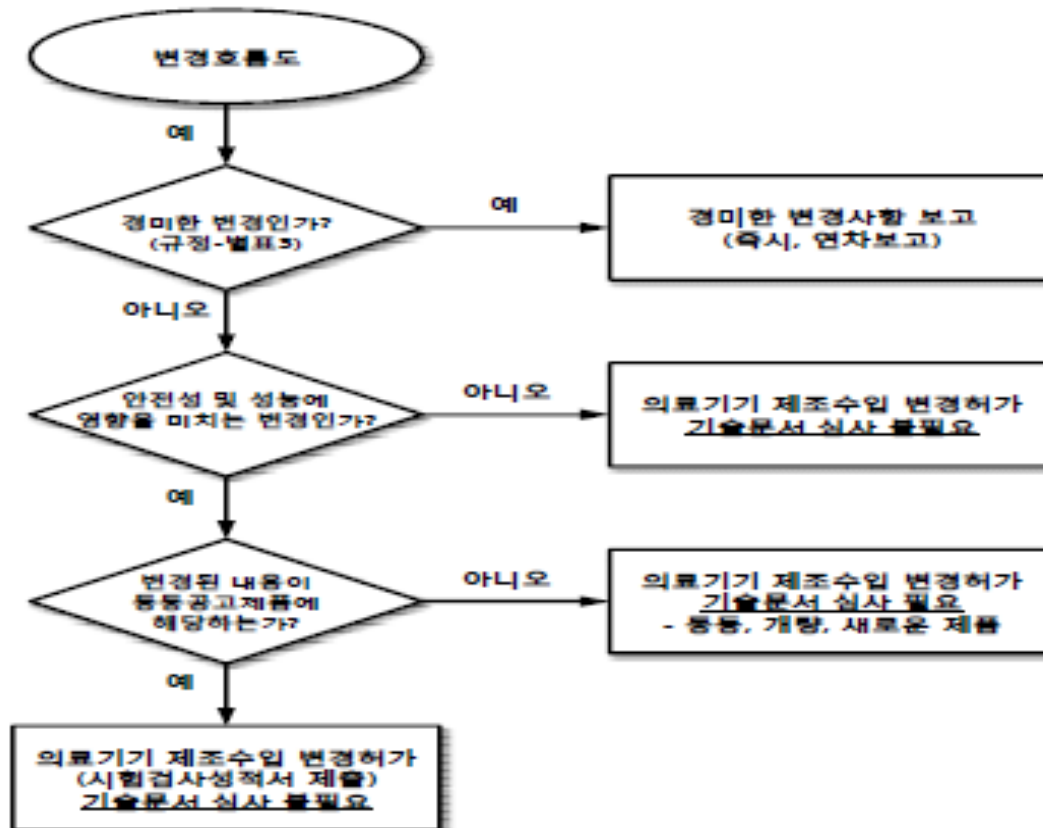 변경흐름도
예
경미한 변경인가?
(규정-별표3)
예
경미한 변경사항 보고
(즉시, 연차보고)
아니오
안전성 및 성능에
영향을 미치는 변경인가?
아니오
의료기기 제조수입 변경허가
기술문서 심사 불필요
예
변경된 내용이
동등공고제품에
해당하는가?
아니오
의료기기 제조수입 변경허가
기술문서 심사 필요
- 동등, 개량, 새로운 제품
예
의료기기 제조수입 변경허가
(시험검사성적서 제출)
기술문서 심사 불필요